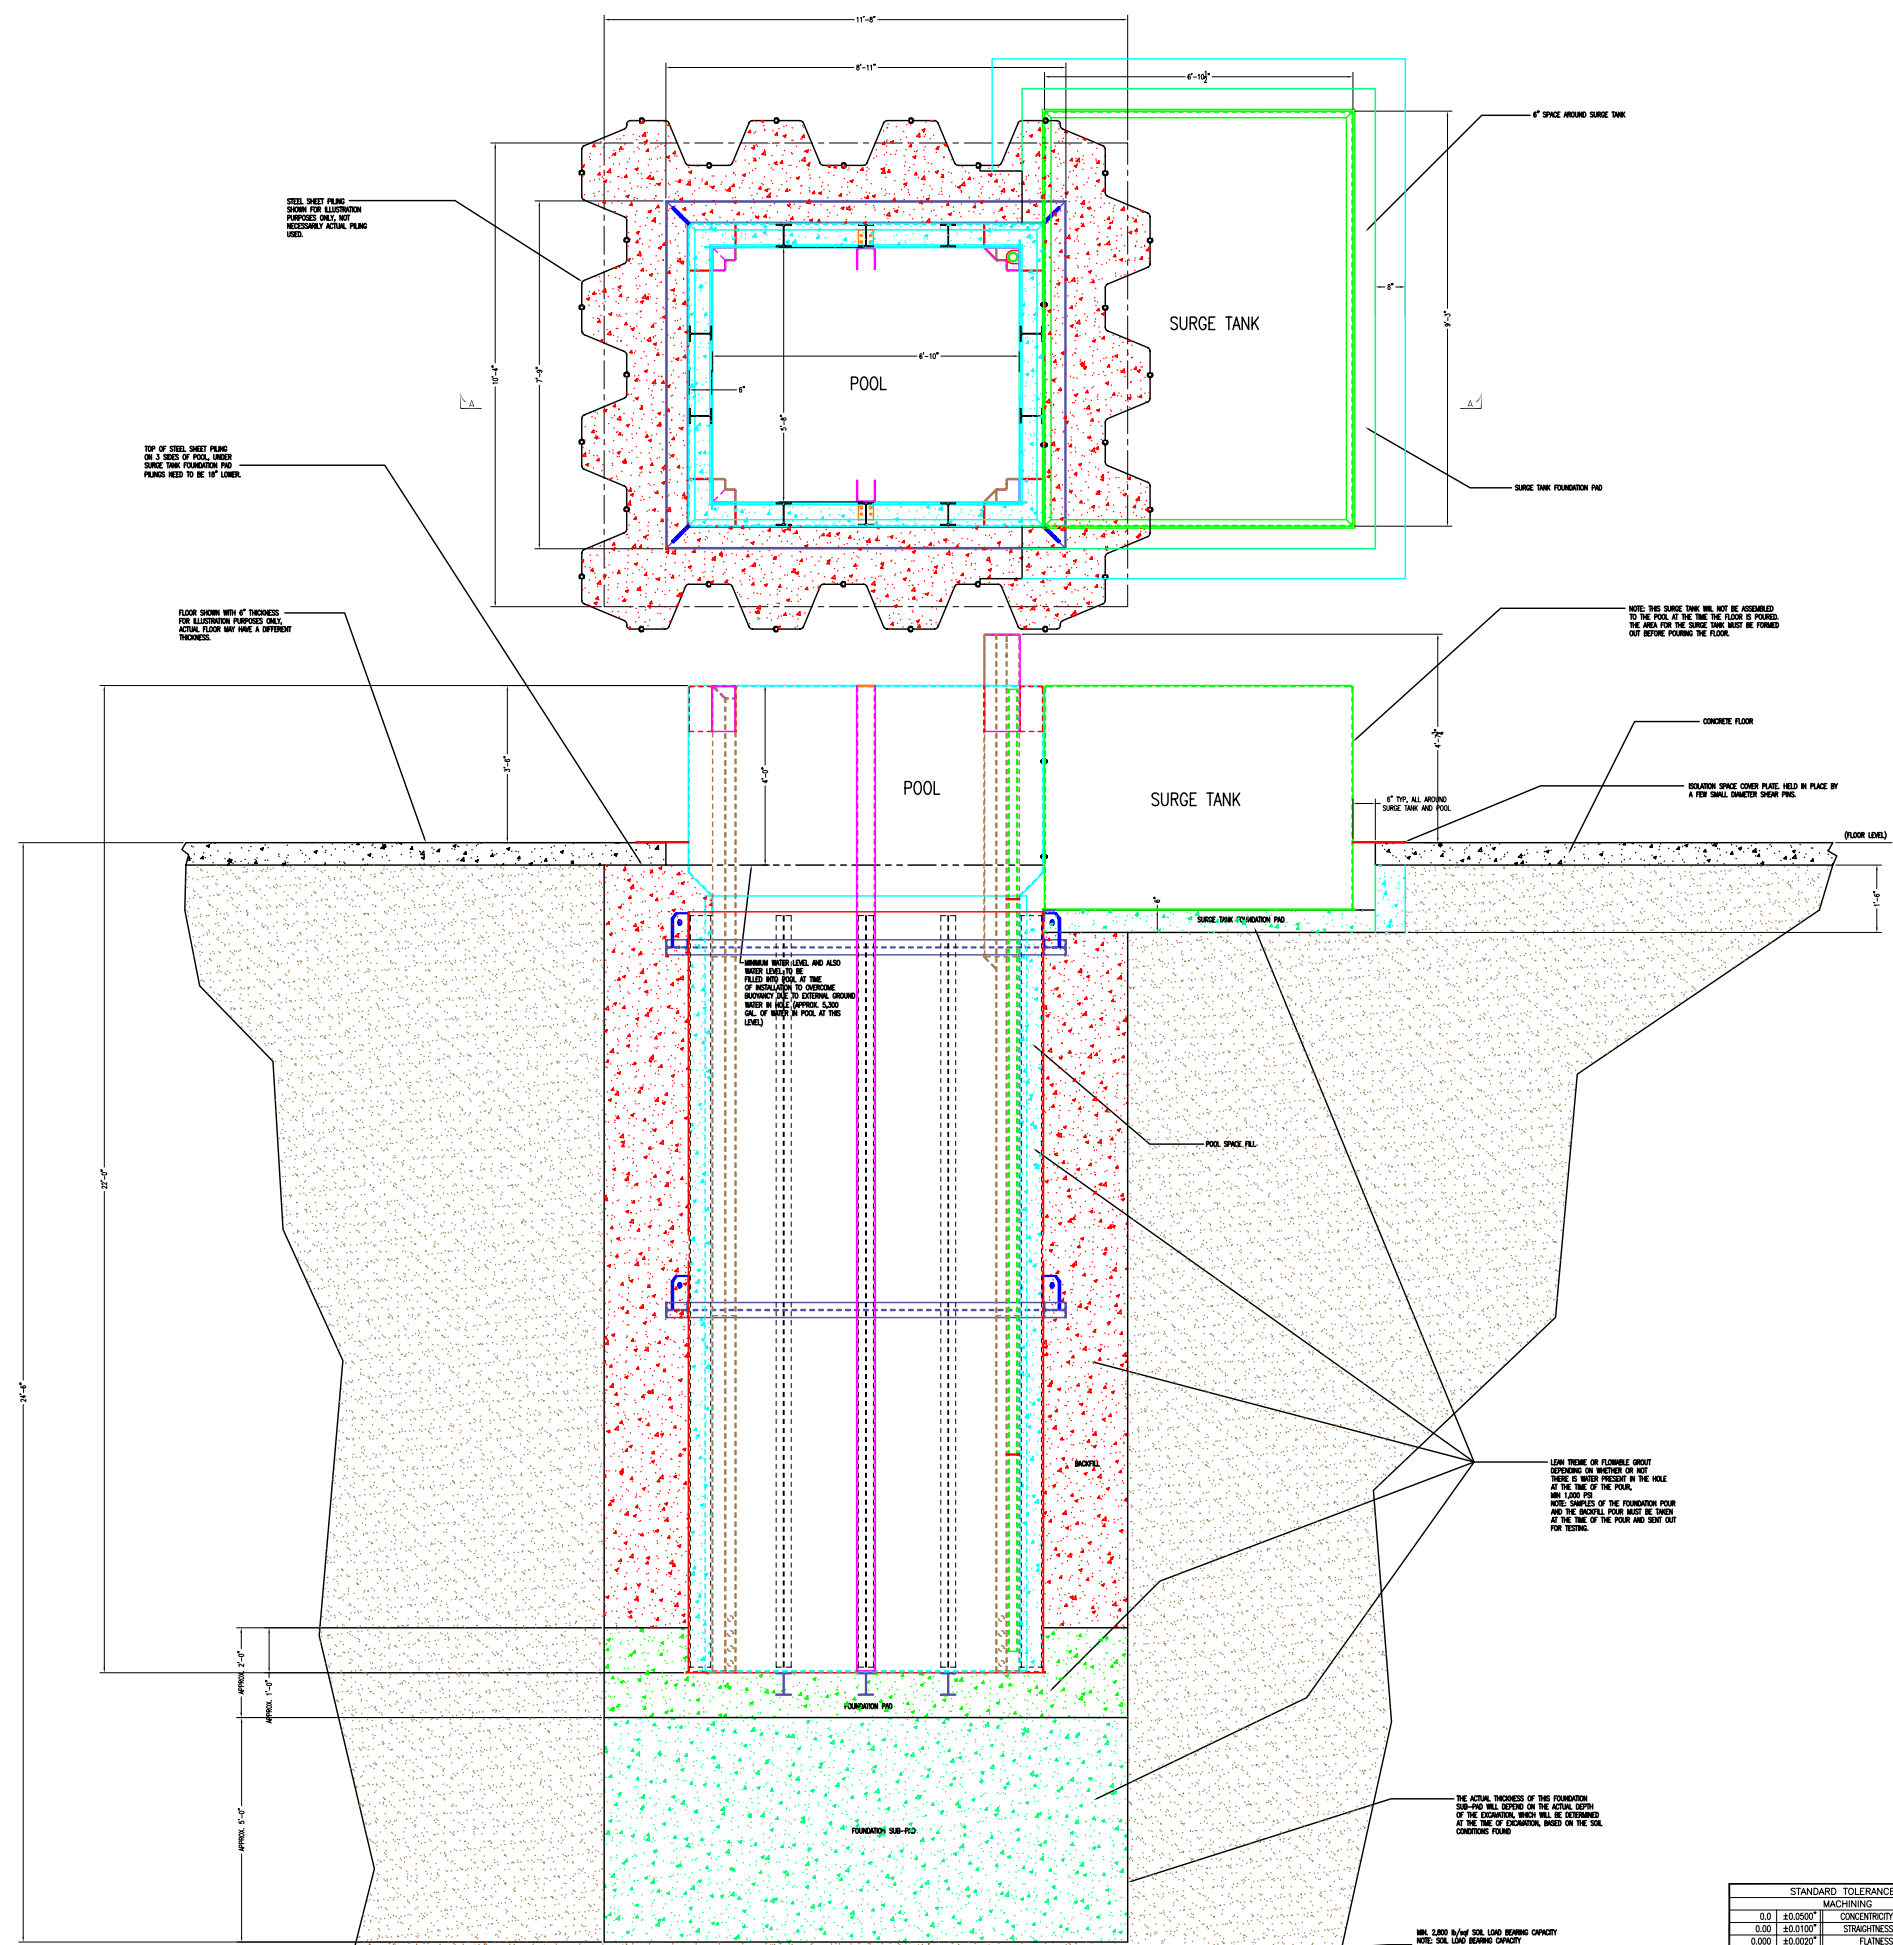 11'-8"
8'-11"
6'-10½"
6" SPACE AROUND SURGE TANK
STEEL SHEET PILING
SHOWN FOR ILLUSTRATION
PURPOSES ONLY, NOT
NECESSARILY ACTUAL PILING
USED.
8"
9'-3"
SURGE TANK
10'-4"
7'-9"
6'-10"
POOL
6"
5'-8"
A
A
TOP OF STEEL SHEET PILING
ON 3 SIDES OF POOL, UNDER
SURGE TANK FOUNDATION PAD
PILINGS NEED TO BE 18" LOWER.
SURGE TANK FOUNDATION PAD
FLOOR SHOWN WITH 6" THICKNESS
FOR ILLUSTRATION PURPOSES ONLY,
ACTUAL FLOOR MAY HAVE A DIFFERENT
THICKNESS.
NOTE: THIS SURGE TANK WILL NOT BE ASSEMBLED
TO THE POOL AT THE TIME THE FLOOR IS POURED.
THE AREA FOR THE SURGE TANK MUST BE FORMED
OUT BEFORE POURING THE FLOOR.
CONCRETE FLOOR
4'-7¾"
3'-6"
4'-0"
POOL
SURGE TANK
6" TYP. ALL AROUND
SURGE TANK AND POOL
ISOLATION SPACE COVER PLATE. HELD IN PLACE BY
A FEW SMALL DIAMETER SHEAR PINS.
(FLOOR LEVEL)
1'-6"
6"
SURGE TANK FOUNDATION PAD
MINIMUM WATER LEVEL AND ALSO
WATER LEVEL TO BE
FILLED INTO POOL AT TIME
OF INSTALLATION TO OVERCOME
BUOYANCY DUE TO EXTERNAL GROUND
WATER IN HOLE (APPROX. 5,300
GAL. OF WATER IN POOL AT THIS
LEVEL)
POOL SPACE FILL
22'-0"
24'-6"
BACKFILL
LEAN TREMIE OR FLOWABLE GROUT
DEPENDING ON WHETHER OR NOT
THERE IS WATER PRESENT IN THE HOLE
AT THE TIME OF THE POUR,
MIN 1,000 PSI
NOTE: SAMPLES OF THE FOUNDATION POUR
AND THE BACKFILL POUR MUST BE TAKEN
AT THE TIME OF THE POUR AND SENT OUT
FOR TESTING.
APPROX. 2'-0"
APPROX. 1'-0"
FOUNDATION PAD
APPROX. 5'-0"
FOUNDATION SUB-PAD
THE ACTUAL THICKNESS OF THIS FOUNDATION
SUB-PAD WILL DEPEND ON THE ACTUAL DEPTH
OF THE EXCAVATION, WHICH WILL BE DETERMINED
AT THE TIME OF EXCAVATION, BASED ON THE SOIL
CONDITIONS FOUND
MIN. 2,800 lb/sqf SOIL LOAD BEARING CAPACITY
NOTE: SOIL LOAD BEARING CAPACITY
STANDARD TOLERANCE
MACHINING
0.0 ±0.0500" CONCENTRICITY
0.00 ±0.0100" STRAIGHTNESS
0.000 ±0.0020" FLATNESS